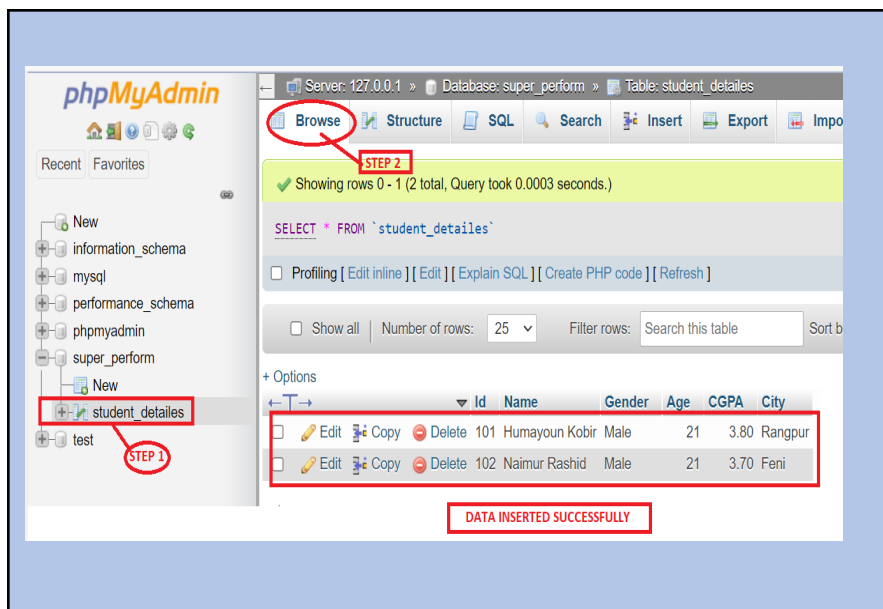 phpMyAdmin
Recent Favorites
New
information_schema
mysql
performance_schema
phpmyadmin
super_perform
New
student_detailes
test
STEP 1
Server: 127.0.0.1 » Database: super_perform » Table: student_detailes
Browse Structure SQL Search Insert Export Impo
STEP 2
Showing rows 0 - 1 (2 total, Query took 0.0003 seconds.)
SELECT * FROM `student_detailes`
Profiling [ Edit inline ] [ Edit ] [ Explain SQL ] [ Create PHP code ] [ Refresh ]
Show all | Number of rows: 25 Filter rows: Search this table Sort b
+ Options
←T→ Id Name Gender Age CGPA City
Edit Copy Delete 101 Humayoun Kobir Male 21 3.80 Rangpur
Edit Copy Delete 102 Naimur Rashid Male 21 3.70 Feni
DATA INSERTED SUCCESSFULLY